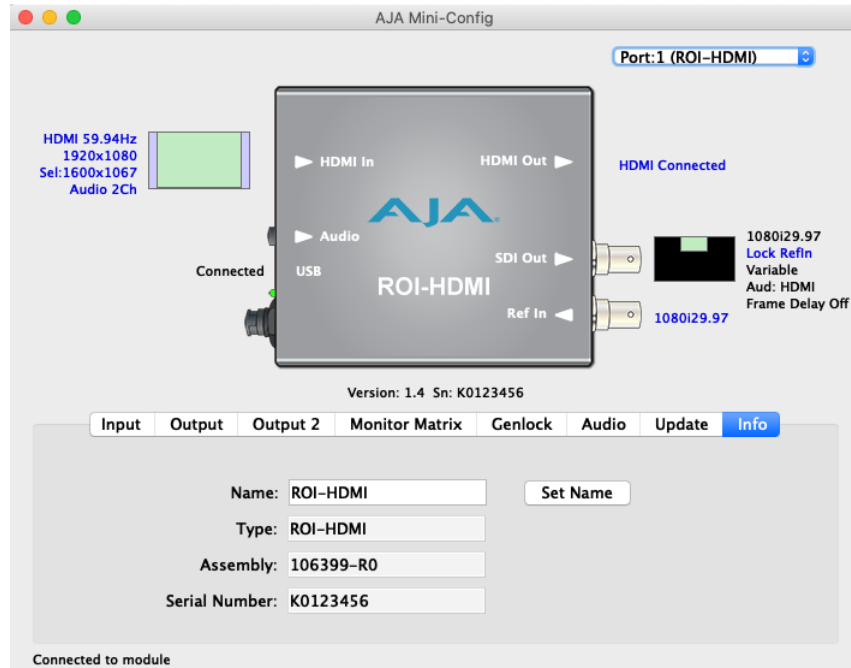 AJA Mini-Config
Port:1 (ROI-HDMI)
HDMI 59.94Hz
1920x1080
Sel:1600x1067
Audio 2Ch
HDMI In
HDMI Out
HDMI Connected
AJA
Audio
Connected
USB
SDI Out
ROI-HDMI
Ref In
1080i29.97
Lock RefIn
Variable
Aud: HDMI
Frame Delay Off
1080i29.97
Version: 1.4 Sn: K0123456
Input Output Output 2 Monitor Matrix Genlock Audio Update Info
Name: ROI-HDMI Set Name
Type: ROI-HDMI
Assembly: 106399-R0
Serial Number: K0123456
Connected to module